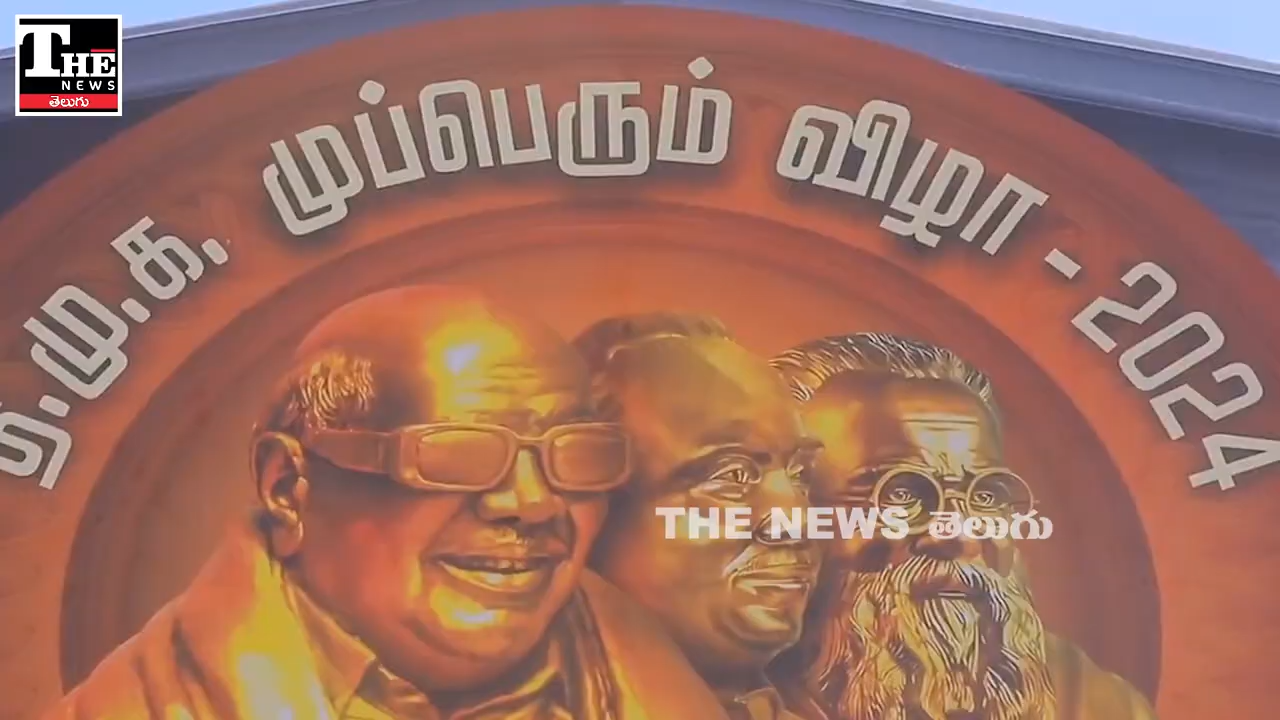 THE
NEWS
తెలుగు
தி.மு.க. முப்பெரும் விழா - 2024
THE NEWS తెలుగు